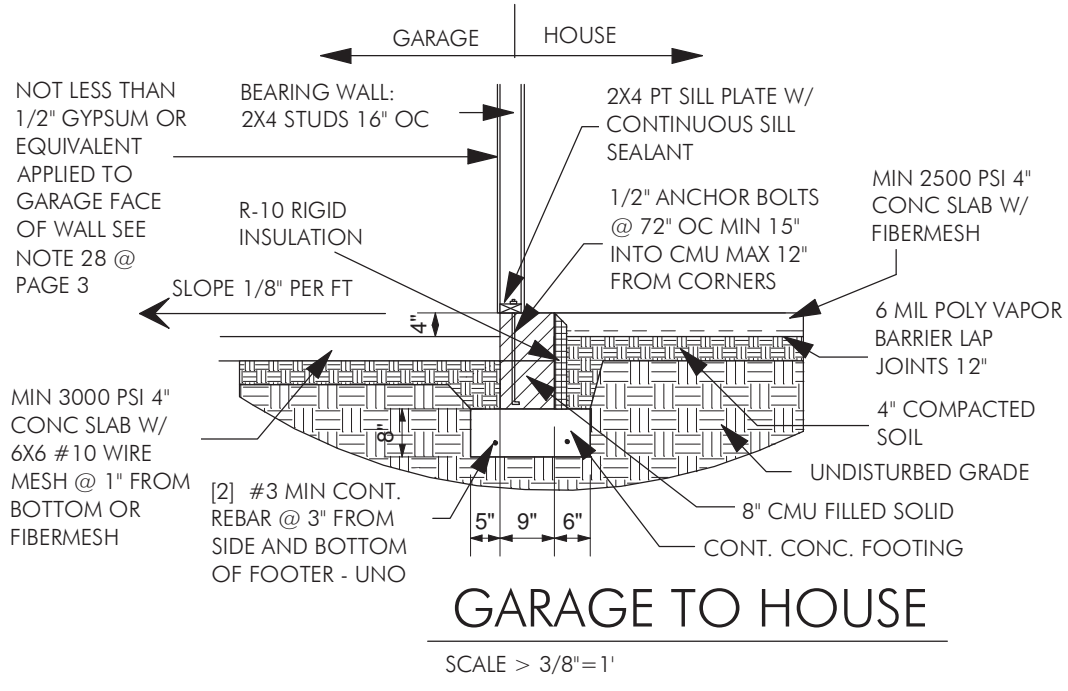 GARAGE
HOUSE
NOT LESS THAN
1/2" GYPSUM OR
EQUIVALENT
APPLIED TO
GARAGE FACE
OF WALL SEE
NOTE 28 @
PAGE 3
BEARING WALL:
2X4 STUDS 16" OC
2X4 PT SILL PLATE W/
CONTINUOUS SILL
SEALANT
R-10 RIGID
INSULATION
1/2" ANCHOR BOLTS
@ 72" OC MIN 15"
INTO CMU MAX 12"
FROM CORNERS
MIN 2500 PSI 4"
CONC SLAB W/
FIBERMESH
SLOPE 1/8" PER FT
4"
6 MIL POLY VAPOR
BARRIER LAP
JOINTS 12"
MIN 3000 PSI 4"
CONC SLAB W/
6X6 #10 WIRE
MESH @ 1" FROM
BOTTOM OR
FIBERMESH
8"
4" COMPACTED
SOIL
UNDISTURBED GRADE
[2] #3 MIN CONT.
REBAR @ 3" FROM
SIDE AND BOTTOM
OF FOOTER - UNO
5"
9"
6"
8" CMU FILLED SOLID
CONT. CONC. FOOTING
GARAGE TO HOUSE
SCALE > 3/8"=1'